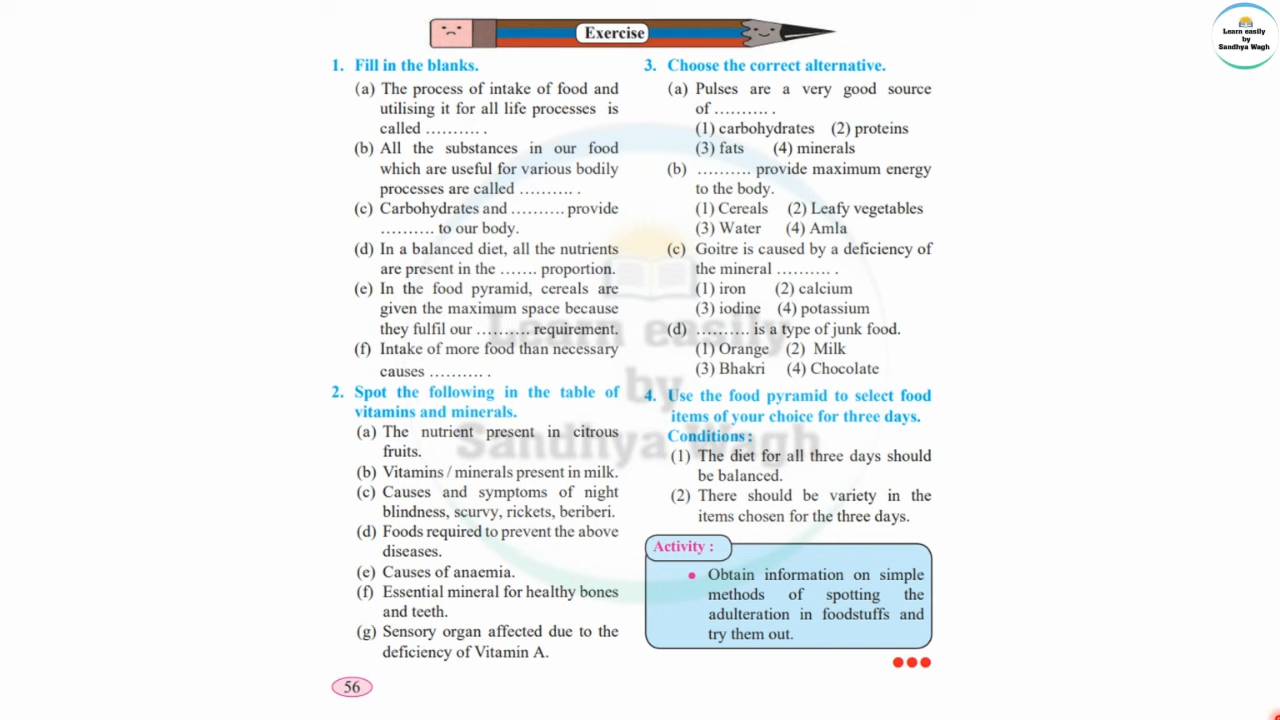 Exercise
1. Fill in the blanks.
(a) The process of intake of food and
utilising it for all life processes is
called .......... .
(b) All the substances in our food
which are useful for various bodily
processes are called .......... .
(c) Carbohydrates and .......... provide
.......... to our body.
(d) In a balanced diet, all the nutrients
are present in the ....... proportion.
(e) In the food pyramid, cereals are
given the maximum space because
they fulfil our .......... requirement.
(f) Intake of more food than necessary
causes .......... .
2. Spot the following in the table of
vitamins and minerals.
(a) The nutrient present in citrous
fruits.
(b) Vitamins / minerals present in milk.
(c) Causes and symptoms of night
blindness, scurvy, rickets, beriberi.
(d) Foods required to prevent the above
diseases.
(e) Causes of anaemia.
(f) Essential mineral for healthy bones
and teeth.
(g) Sensory organ affected due to the
deficiency of Vitamin A.
56
3. Choose the correct alternative.
(a) Pulses are a very good source
of .......... .
(1) carbohydrates (2) proteins
(3) fats (4) minerals
(b) .......... provide maximum energy
to the body.
(1) Cereals (2) Leafy vegetables
(3) Water (4) Amla
(c) Goitre is caused by a deficiency of
the mineral .......... .
(1) iron (2) calcium
(3) iodine (4) potassium
(d) .......... is a type of junk food.
(1) Orange (2) Milk
(3) Bhakri (4) Chocolate
4. Use the food pyramid to select food
items of your choice for three days.
Conditions :
(1) The diet for all three days should
be balanced.
(2) There should be variety in the
items chosen for the three days.
Activity :
• Obtain information on simple
methods of spotting the
adulteration in foodstuffs and
try them out.
Learn easily
by
Sandhya Wagh
Learn easily
by
Sandhya Wagh